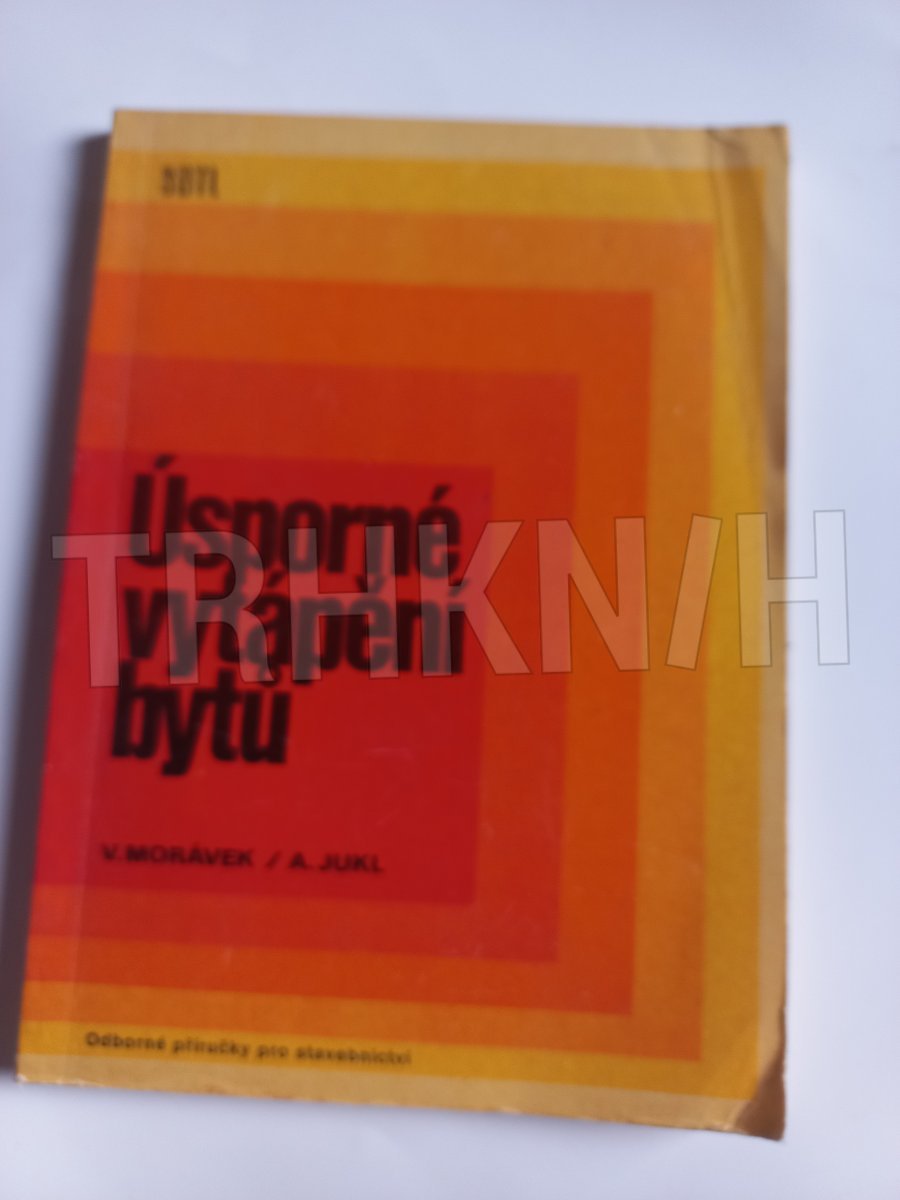 SNTL
Úsporné
vytápění
bytů
TRHKNIH
V. MORÁVEK / A. JUKL
Odborné příručky pro stavebnictví